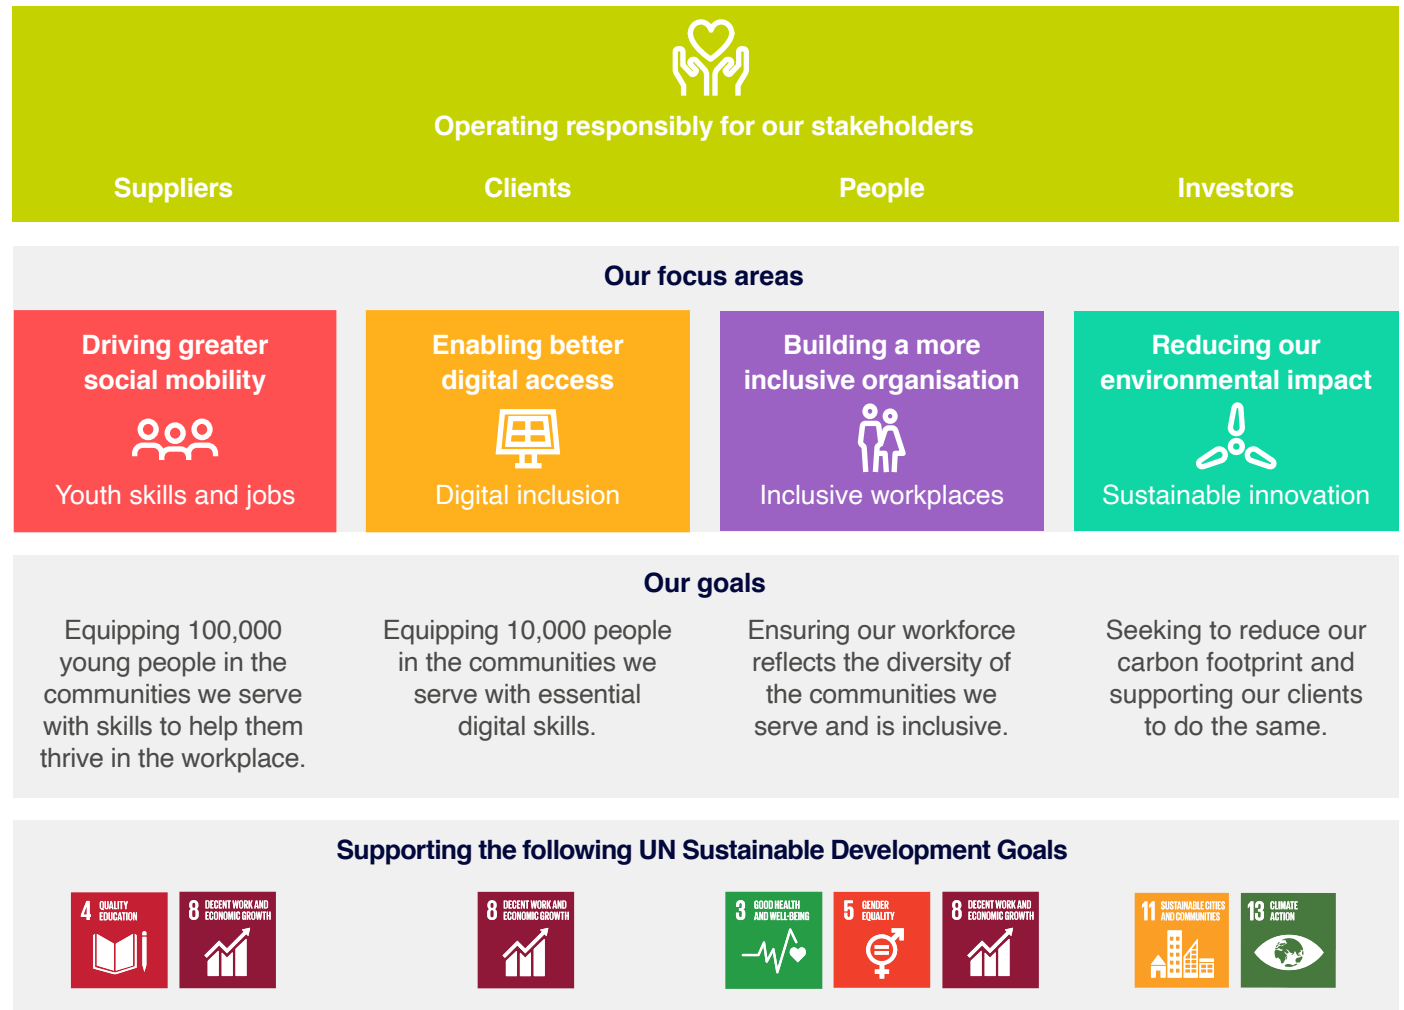 Operating responsibly for our stakeholders
Suppliers
Clients
People
Investors
Our focus areas
Driving greater
social mobility
Youth skills and jobs
Enabling better
digital access
Digital inclusion
Building a more
inclusive organisation
Inclusive workplaces
Reducing our
environmental impact
Sustainable innovation
Our goals
Equipping 100,000
young people in the
communities we serve
with skills to help them
thrive in the workplace.
Equipping 10,000 people
in the communities we
serve with essential
digital skills.
Ensuring our workforce
reflects the diversity of
the communities we
serve and is inclusive.
Seeking to reduce our
carbon footprint and
supporting our clients
to do the same.
Supporting the following UN Sustainable Development Goals
4 QUALITY
EDUCATION
8 DECENT WORK AND
ECONOMIC GROWTH
8 DECENT WORK AND
ECONOMIC GROWTH
3 GOOD HEALTH
AND WELL-BEING
5 GENDER
EQUALITY
8 DECENT WORK AND
ECONOMIC GROWTH
11 SUSTAINABLE CITIES
AND COMMUNITIES
13 CLIMATE
ACTION